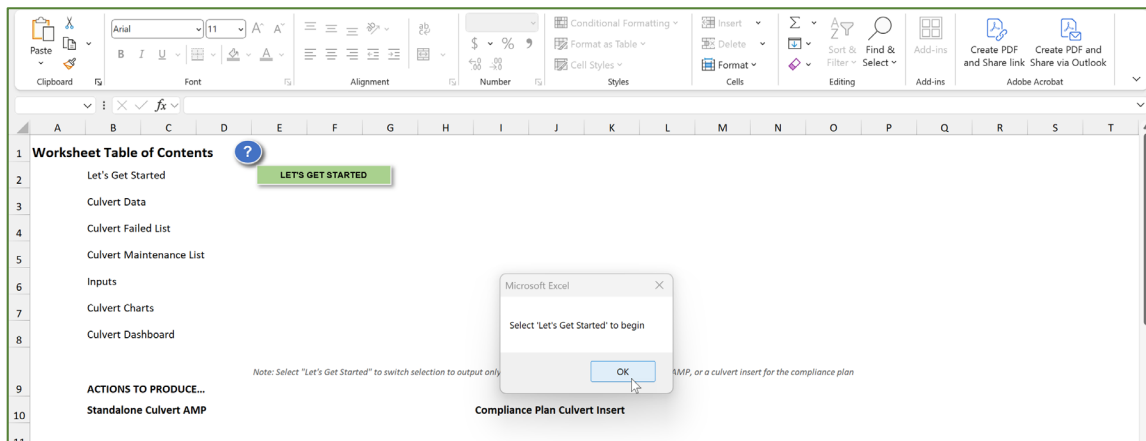 Arial
11
A^ A˅
ab
Conditional Formatting
Insert
Σ
Paste
B I U
A
$ % 9
Format as Table
Delete
Sort & Filter
Find & Select
Add-ins
Create PDF and Share link
Create PDF and Share via Outlook
Cell Styles
Format
Clipboard
Font
Alignment
Number
Styles
Cells
Editing
Add-ins
Adobe Acrobat
fx
A B C D E F G H I J K L M N O P Q R S T
1 Worksheet Table of Contents ?
2 Let's Get Started LET'S GET STARTED
3 Culvert Data
4 Culvert Failed List
5 Culvert Maintenance List
6 Inputs
Microsoft Excel
7 Culvert Charts
Select 'Let's Get Started' to begin
8 Culvert Dashboard
OK
Note: Select "Let's Get Started" to switch selection to output only AMP, or a culvert insert for the compliance plan
9 ACTIONS TO PRODUCE...
10 Standalone Culvert AMP Compliance Plan Culvert Insert
11